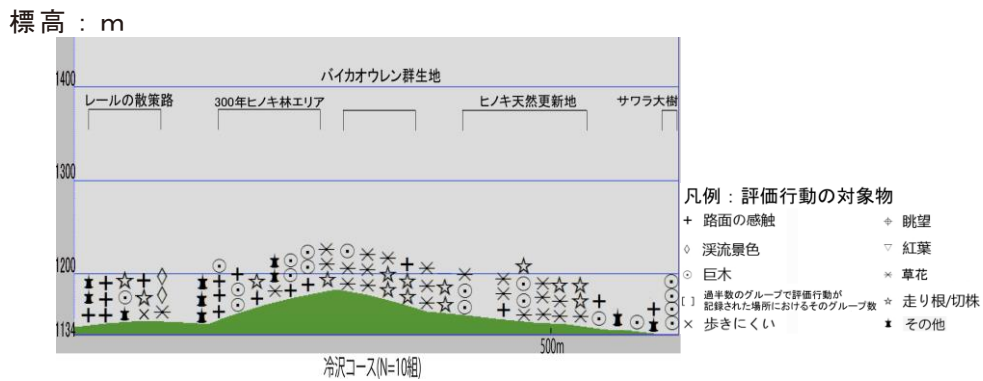 標高：m
1400
バイカオウレン群生地
レールの散策路
300年ヒノキ林エリア
ヒノキ天然更新地
サワラ大樹
1300
1200
1134
500m
冷沢コース(N=10組)
凡例：評価行動の対象物
+ 路面の感触
眺望
◇ 渓流景色
▽ 紅葉
⊙ 巨木
草花
[ ] 過半数のグループで評価行動が
記録された場所におけるそのグループ数
☆ 走り根/切株
× 歩きにくい
その他